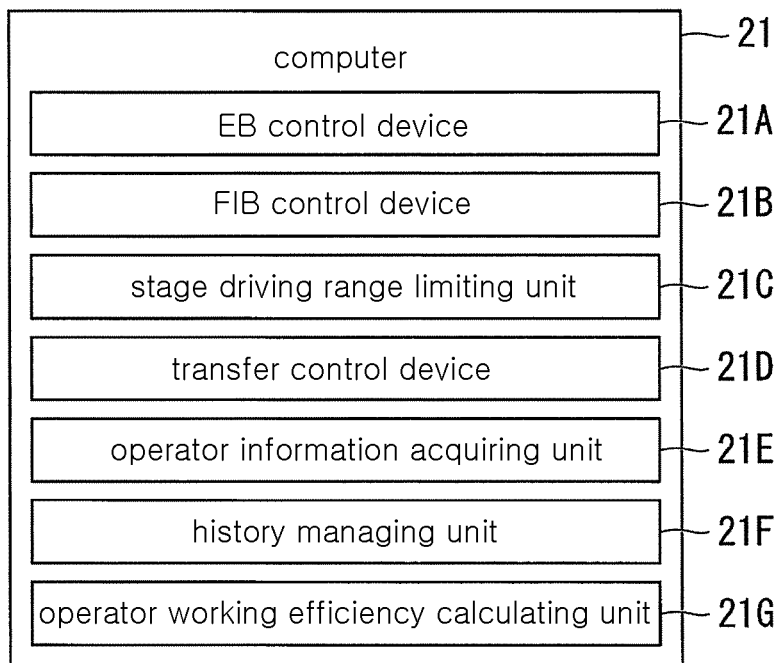 21
computer
EB control device 21A
FIB control device 21B
stage driving range limiting unit 21C
transfer control device 21D
operator information acquiring unit 21E
history managing unit 21F
operator working efficiency calculating unit 21G